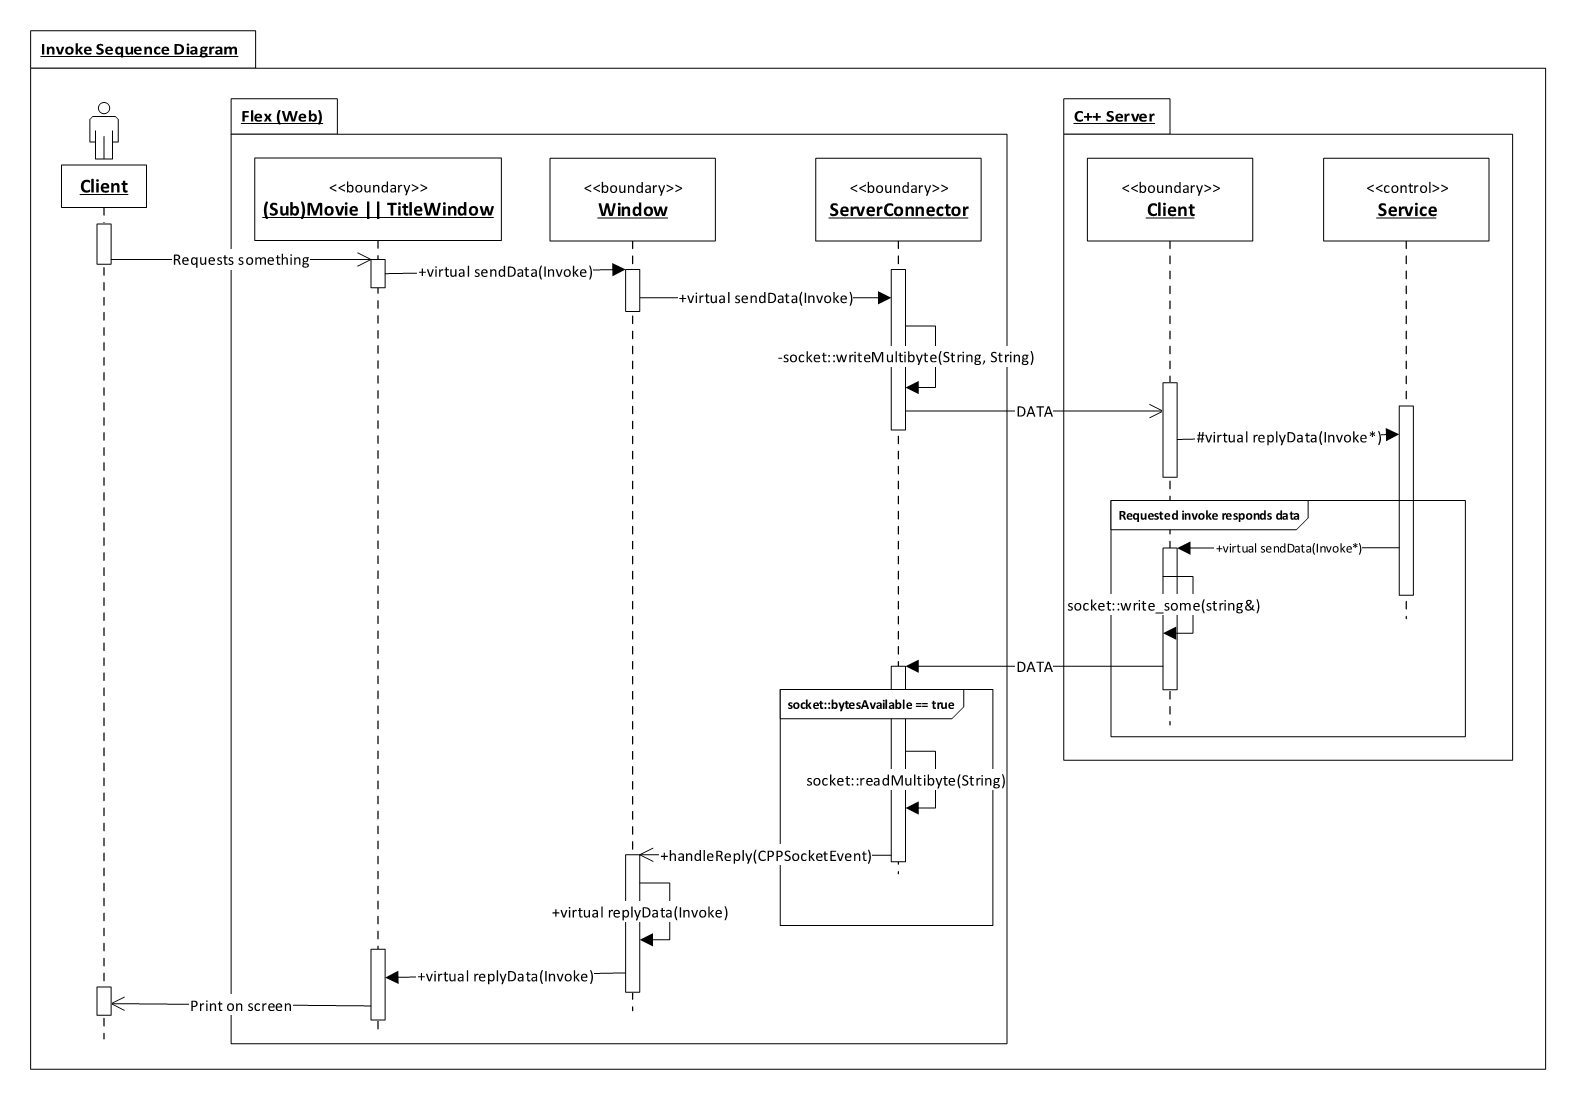 Invoke Sequence Diagram
Flex (Web)
C++ Server
Client
<<boundary>>
(Sub)Movie || TitleWindow
<<boundary>>
Window
<<boundary>>
ServerConnector
<<boundary>>
Client
<<control>>
Service
Requests something
+virtual sendData(Invoke)
+virtual sendData(Invoke)
-socket::writeMultibyte(String, String)
DATA
#virtual replyData(Invoke*)
Requested invoke responds data
+virtual sendData(Invoke*)
socket::write_some(string&)
DATA
socket::bytesAvailable == true
socket::readMultibyte(String)
+handleReply(CPPSocketEvent)
+virtual replyData(Invoke)
+virtual replyData(Invoke)
Print on screen